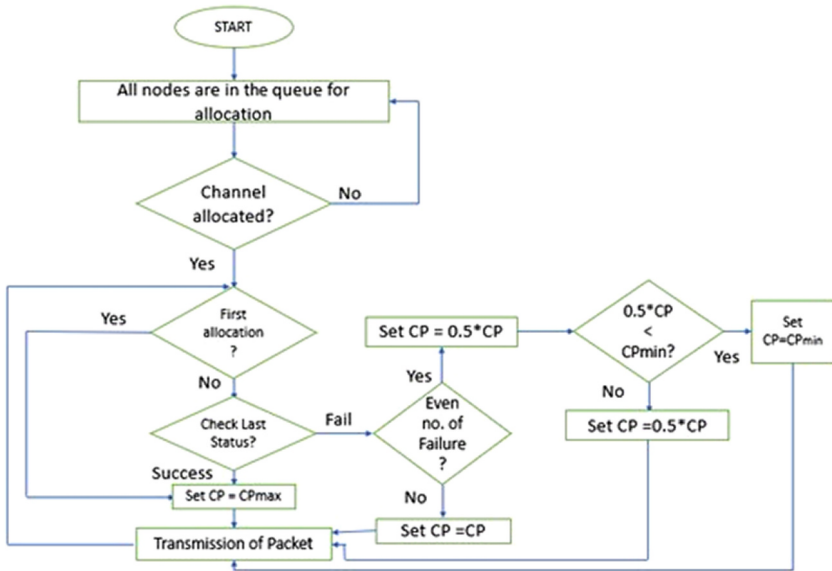 START
All nodes are in the queue for
allocation
Channel
allocated?
No
Yes
First
allocation
?
Yes
No
Check Last
Status?
Fail
Success
Set CP = CPmax
Transmission of Packet
Even
no. of
Failure
?
Yes
No
Set CP = 0.5*CP
Set CP =CP
0.5*CP
<
CPmin?
Yes
No
Set
CP=CPmin
Set CP =0.5*CP